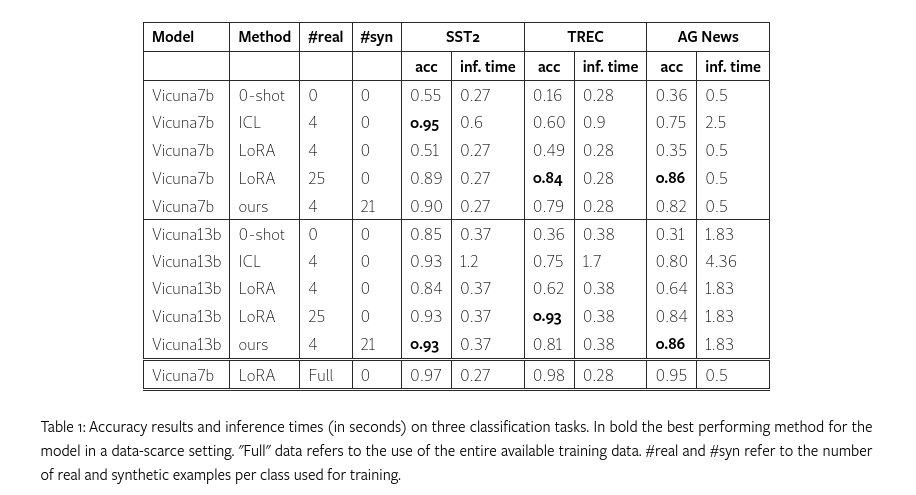 Model Method #real #syn SST2 TREC AG News
acc inf. time acc inf. time acc inf. time
Vicuna7b 0-shot 0 0 0.55 0.27 0.16 0.28 0.36 0.5
Vicuna7b ICL 4 0 0.95 0.6 0.60 0.9 0.75 2.5
Vicuna7b LoRA 4 0 0.51 0.27 0.49 0.28 0.35 0.5
Vicuna7b LoRA 25 0 0.89 0.27 0.84 0.28 0.86 0.5
Vicuna7b ours 4 21 0.90 0.27 0.79 0.28 0.82 0.5
Vicuna13b 0-shot 0 0 0.85 0.37 0.36 0.38 0.31 1.83
Vicuna13b ICL 4 0 0.93 1.2 0.75 1.7 0.80 4.36
Vicuna13b LoRA 4 0 0.84 0.37 0.62 0.38 0.64 1.83
Vicuna13b LoRA 25 0 0.93 0.37 0.93 0.38 0.84 1.83
Vicuna13b ours 4 21 0.93 0.37 0.81 0.38 0.86 1.83
Vicuna7b LoRA Full 0 0.97 0.27 0.98 0.28 0.95 0.5
Table 1: Accuracy results and inference times (in seconds) on three classification tasks. In bold the best performing method for the
model in a data-scarce setting. "Full" data refers to the use of the entire available training data. #real and #syn refer to the number
of real and synthetic examples per class used for training.